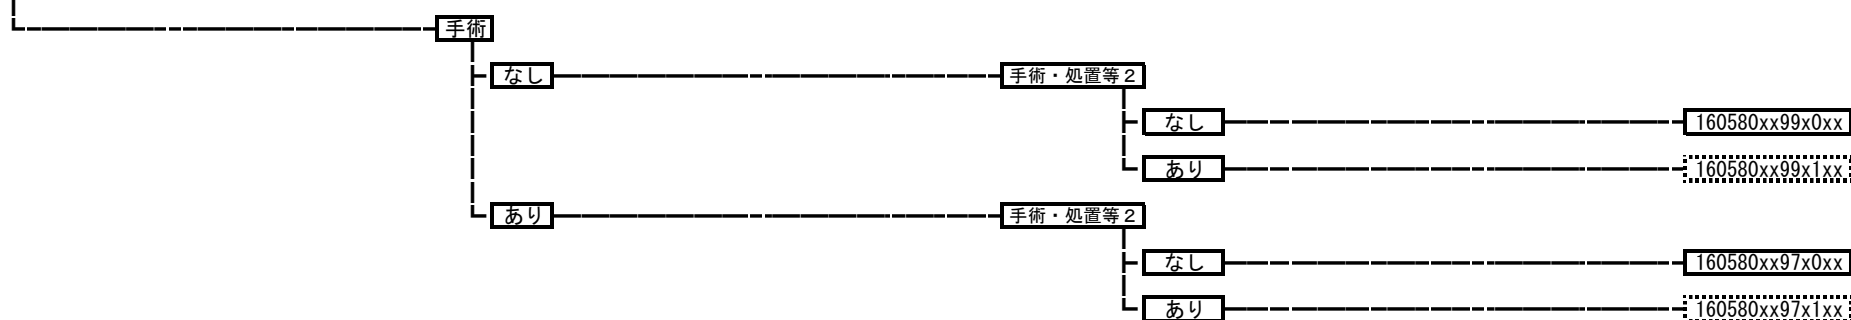 手術
なし 手術・処置等２
なし 160580xx99x0xx
あり 160580xx99x1xx
あり 手術・処置等２
なし 160580xx97x0xx
あり 160580xx97x1xx